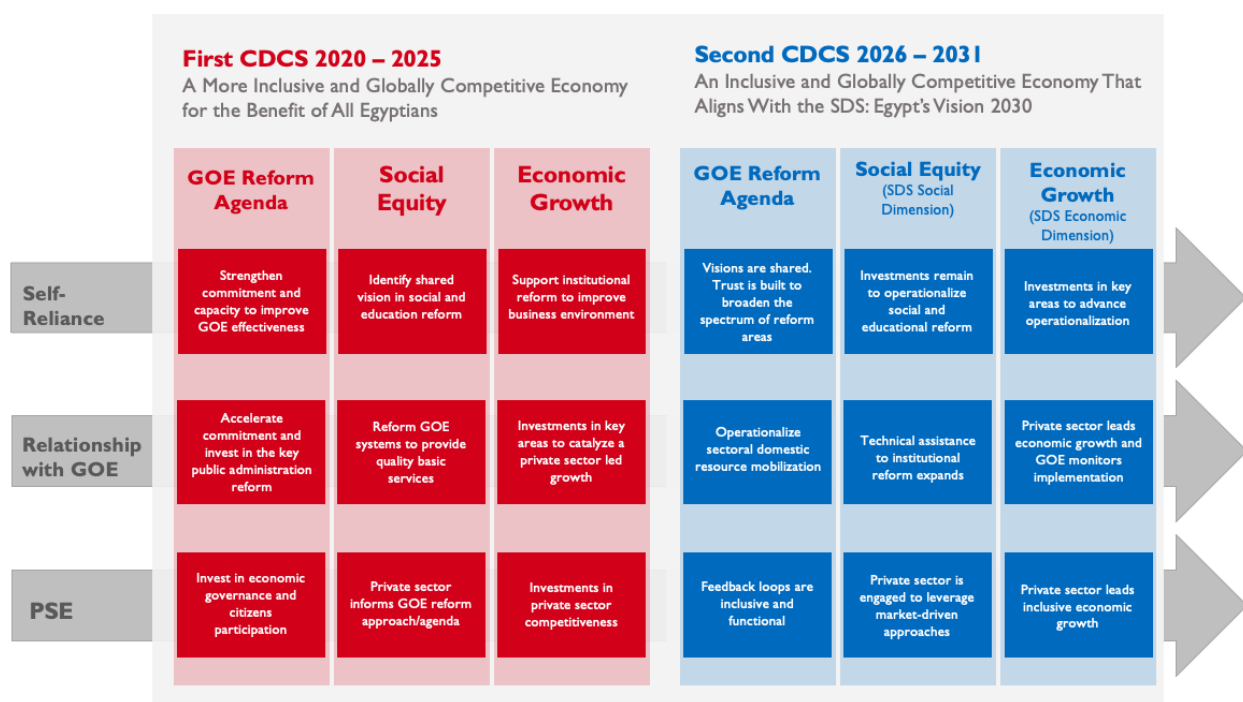 First CDCS 2020 – 2025
A More Inclusive and Globally Competitive Economy
for the Benefit of All Egyptians
Second CDCS 2026 – 2031
An Inclusive and Globally Competitive Economy That
Aligns With the SDS: Egypt's Vision 2030
GOE Reform
Agenda
Social
Equity
Economic
Growth
GOE Reform
Agenda
Social Equity
(SDS Social
Dimension)
Economic
Growth
(SDS Economic
Dimension)
Self-
Reliance
Strengthen
commitment and
capacity to improve
GOE effectiveness
Identify shared
vision in social and
education reform
Support institutional
reform to improve
business environment
Visions are shared.
Trust is built to
broaden the
spectrum of reform
areas
Investments remain
to operationalize
social and
educational reform
Investments in key
areas to advance
operationalization
Relationship
with GOE
Accelerate
commitment and
invest in the key
public administration
reform
Reform GOE
systems to provide
quality basic
services
Investments in key
areas to catalyze a
private sector led
growth
Operationalize
sectoral domestic
resource mobilization
Technical assistance
to institutional
reform expands
Private sector leads
economic growth and
GOE monitors
implementation
PSE
Invest in economic
governance and
citizens
participation
Private sector
informs GOE reform
approach/agenda
Investments in
private sector
competitiveness
Feedback loops are
inclusive and
functional
Private sector is
engaged to leverage
market-driven
approaches
Private sector leads
inclusive economic
growth